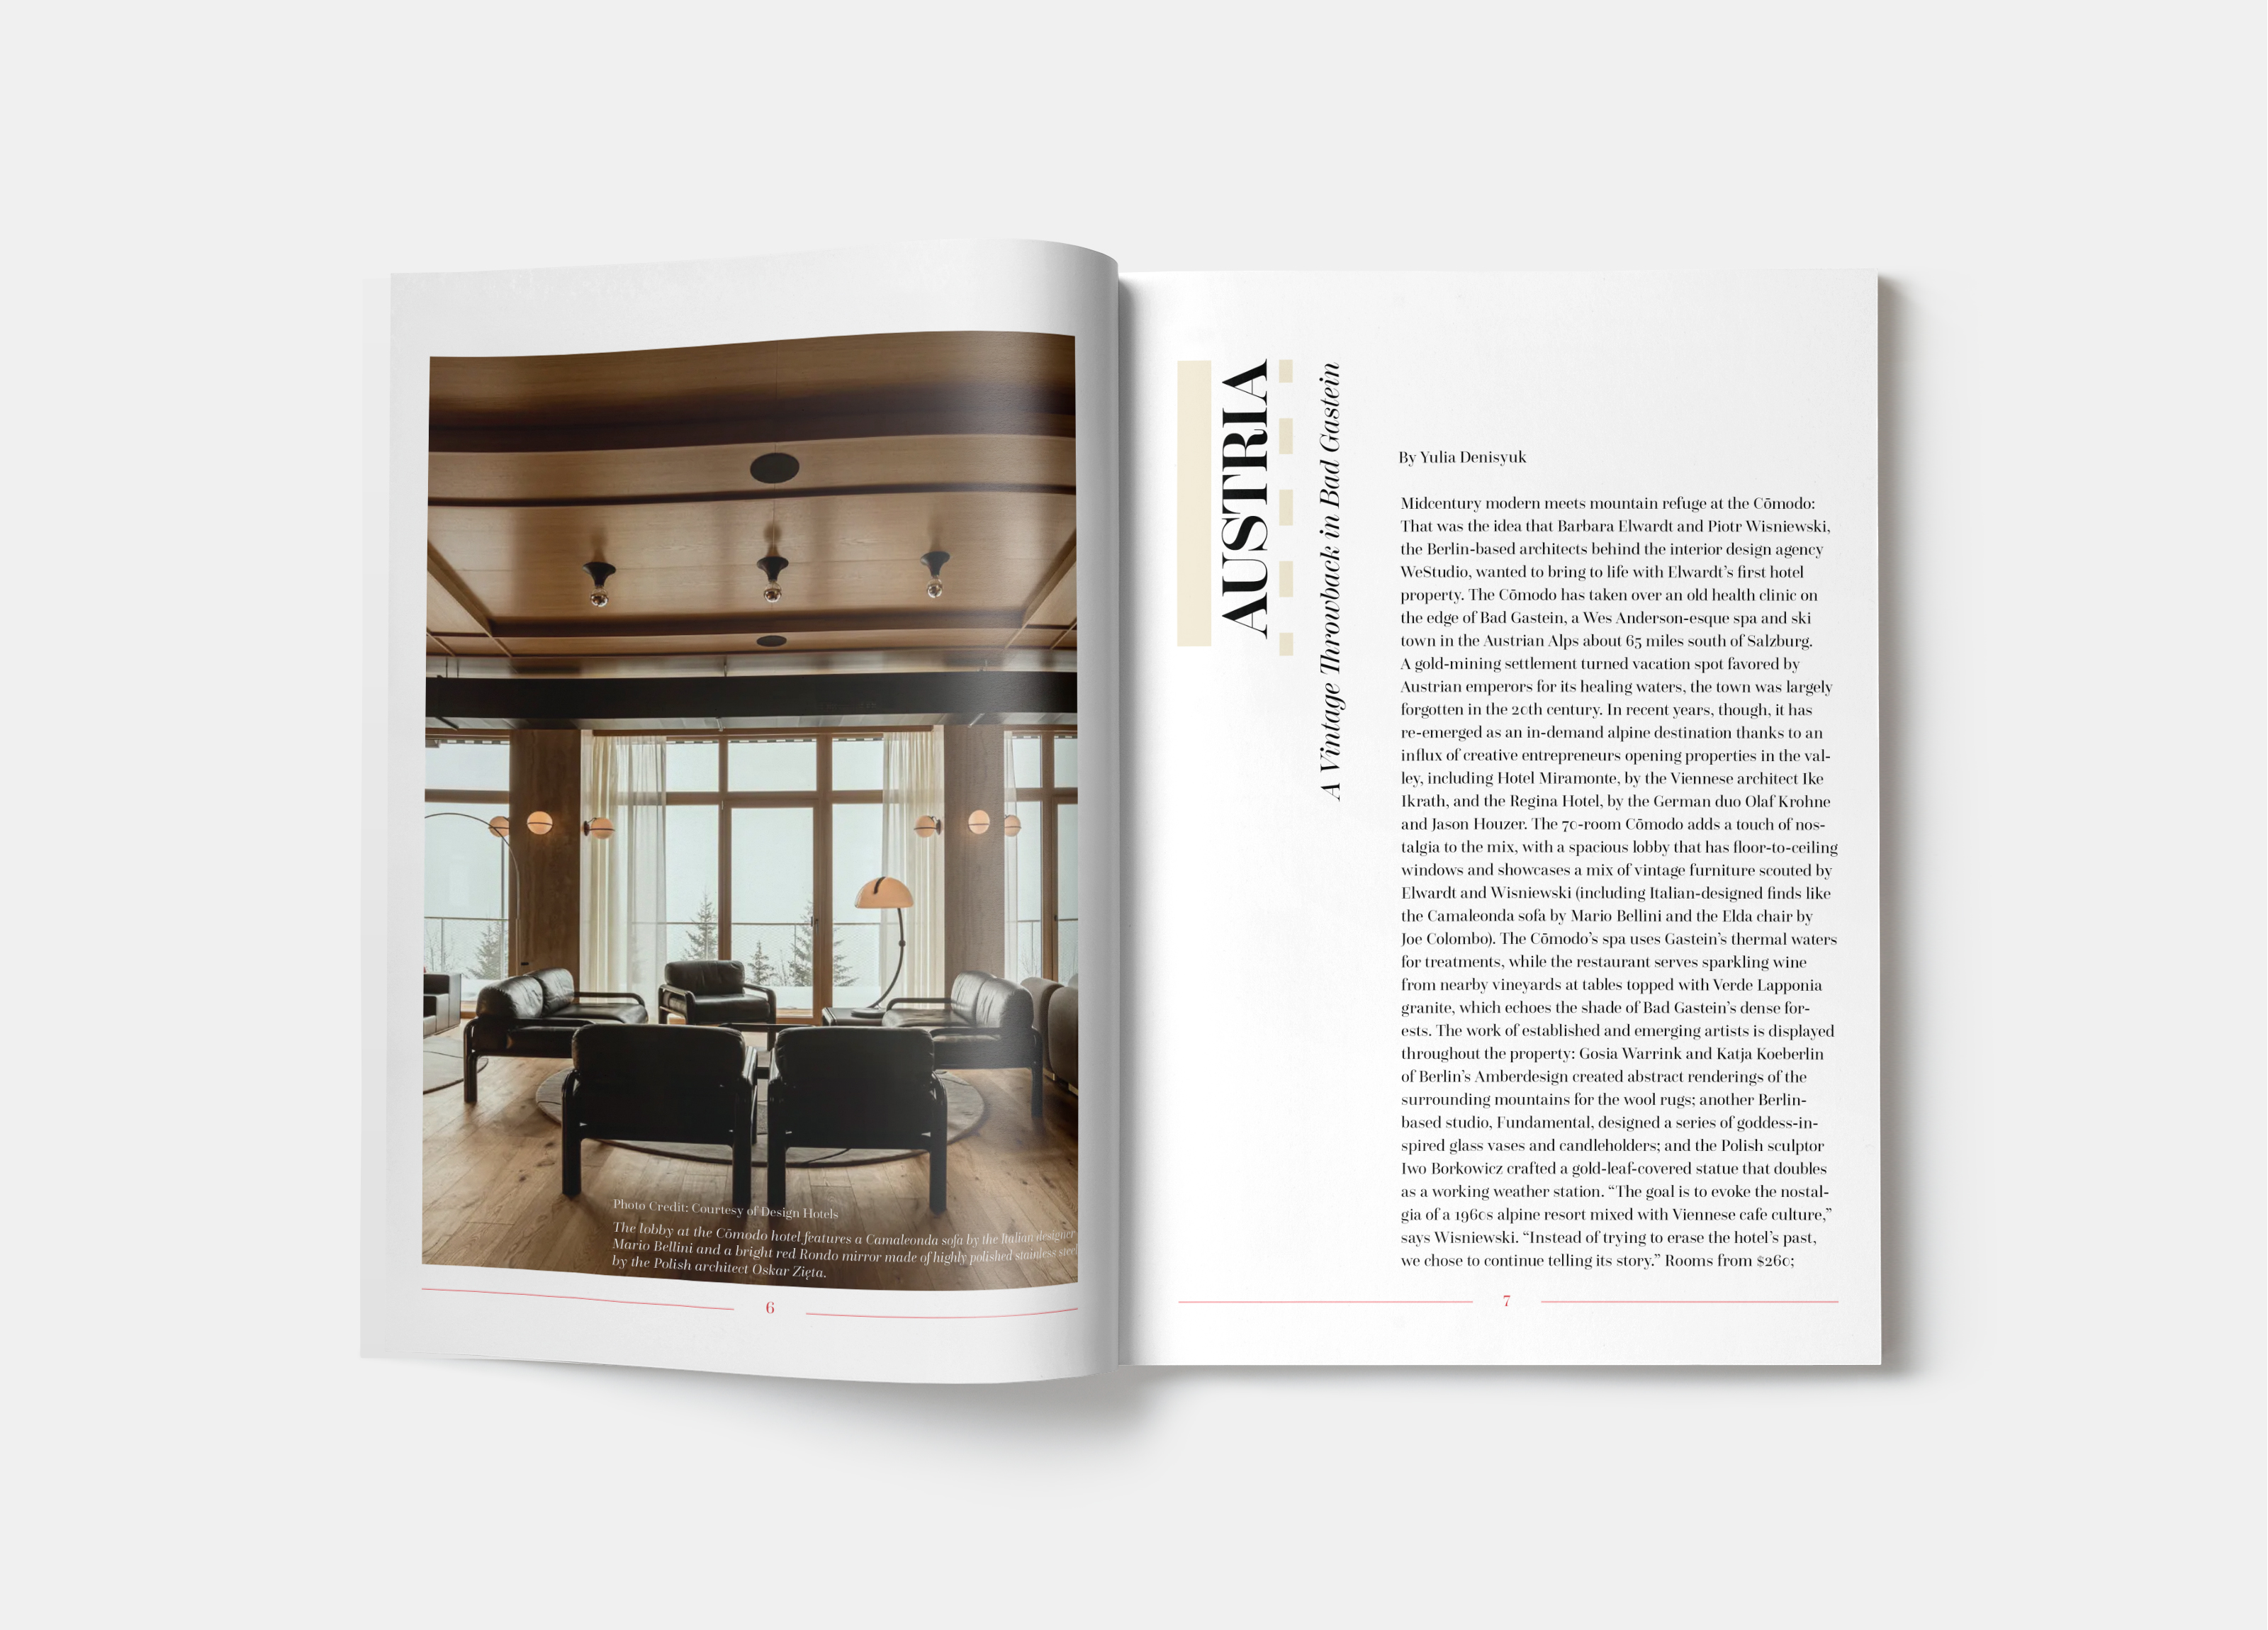 Photo Credit: Courtesy of Design Hotels
The lobby at the Cōmodo hotel features a Camaleonda sofa by the Italian designer
Mario Bellini and a bright red Rondo mirror made of highly polished stainless steel
by the Polish architect Oskar Zięta.
6
AUSTRIA
A Vintage Throwback in Bad Gastein
By Yulia Denisyuk
Midcentury modern meets mountain refuge at the Cōmodo:
That was the idea that Barbara Elwardt and Piotr Wisniewski,
the Berlin-based architects behind the interior design agency
WeStudio, wanted to bring to life with Elwardt’s first hotel
property. The Cōmodo has taken over an old health clinic on
the edge of Bad Gastein, a Wes Anderson-esque spa and ski
town in the Austrian Alps about 65 miles south of Salzburg.
A gold-mining settlement turned vacation spot favored by
Austrian emperors for its healing waters, the town was largely
forgotten in the 20th century. In recent years, though, it has
re-emerged as an in-demand alpine destination thanks to an
influx of creative entrepreneurs opening properties in the val-
ley, including Hotel Miramonte, by the Viennese architect Ike
Ikrath, and the Regina Hotel, by the German duo Olaf Krohne
and Jason Houzer. The 70-room Cōmodo adds a touch of nos-
talgia to the mix, with a spacious lobby that has floor-to-ceiling
windows and showcases a mix of vintage furniture scouted by
Elwardt and Wisniewski (including Italian-designed finds like
the Camaleonda sofa by Mario Bellini and the Elda chair by
Joe Colombo). The Cōmodo’s spa uses Gastein’s thermal waters
for treatments, while the restaurant serves sparkling wine
from nearby vineyards at tables topped with Verde Lapponia
granite, which echoes the shade of Bad Gastein’s dense for-
ests. The work of established and emerging artists is displayed
throughout the property: Gosia Warrink and Katja Koeberlin
of Berlin’s Amberdesign created abstract renderings of the
surrounding mountains for the wool rugs; another Berlin-
based studio, Fundamental, designed a series of goddess-in-
spired glass vases and candleholders; and the Polish sculptor
Iwo Borkowicz crafted a gold-leaf-covered statue that doubles
as a working weather station. “The goal is to evoke the nostal-
gia of a 1960s alpine resort mixed with Viennese cafe culture,”
says Wisniewski. “Instead of trying to erase the hotel’s past,
we chose to continue telling its story.” Rooms from $260;
7